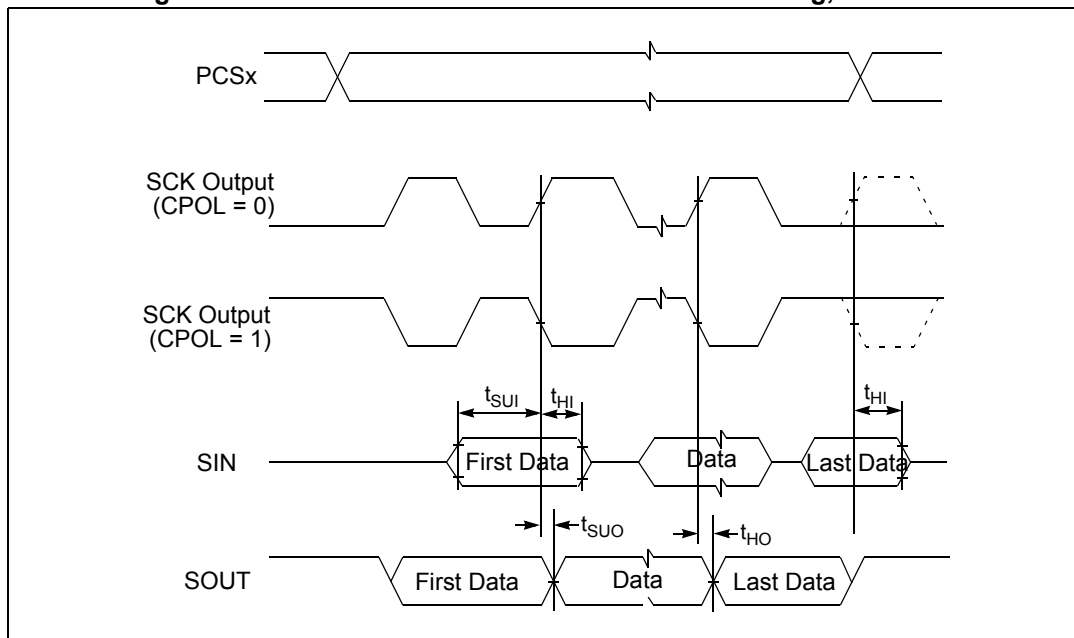 PCSx
SCK Output
(CPOL = 0)
SCK Output
(CPOL = 1)
tSUI
tHI
tHI
SIN
First Data
Data
Last Data
tSUO
tHO
SOUT
First Data
Data
Last Data